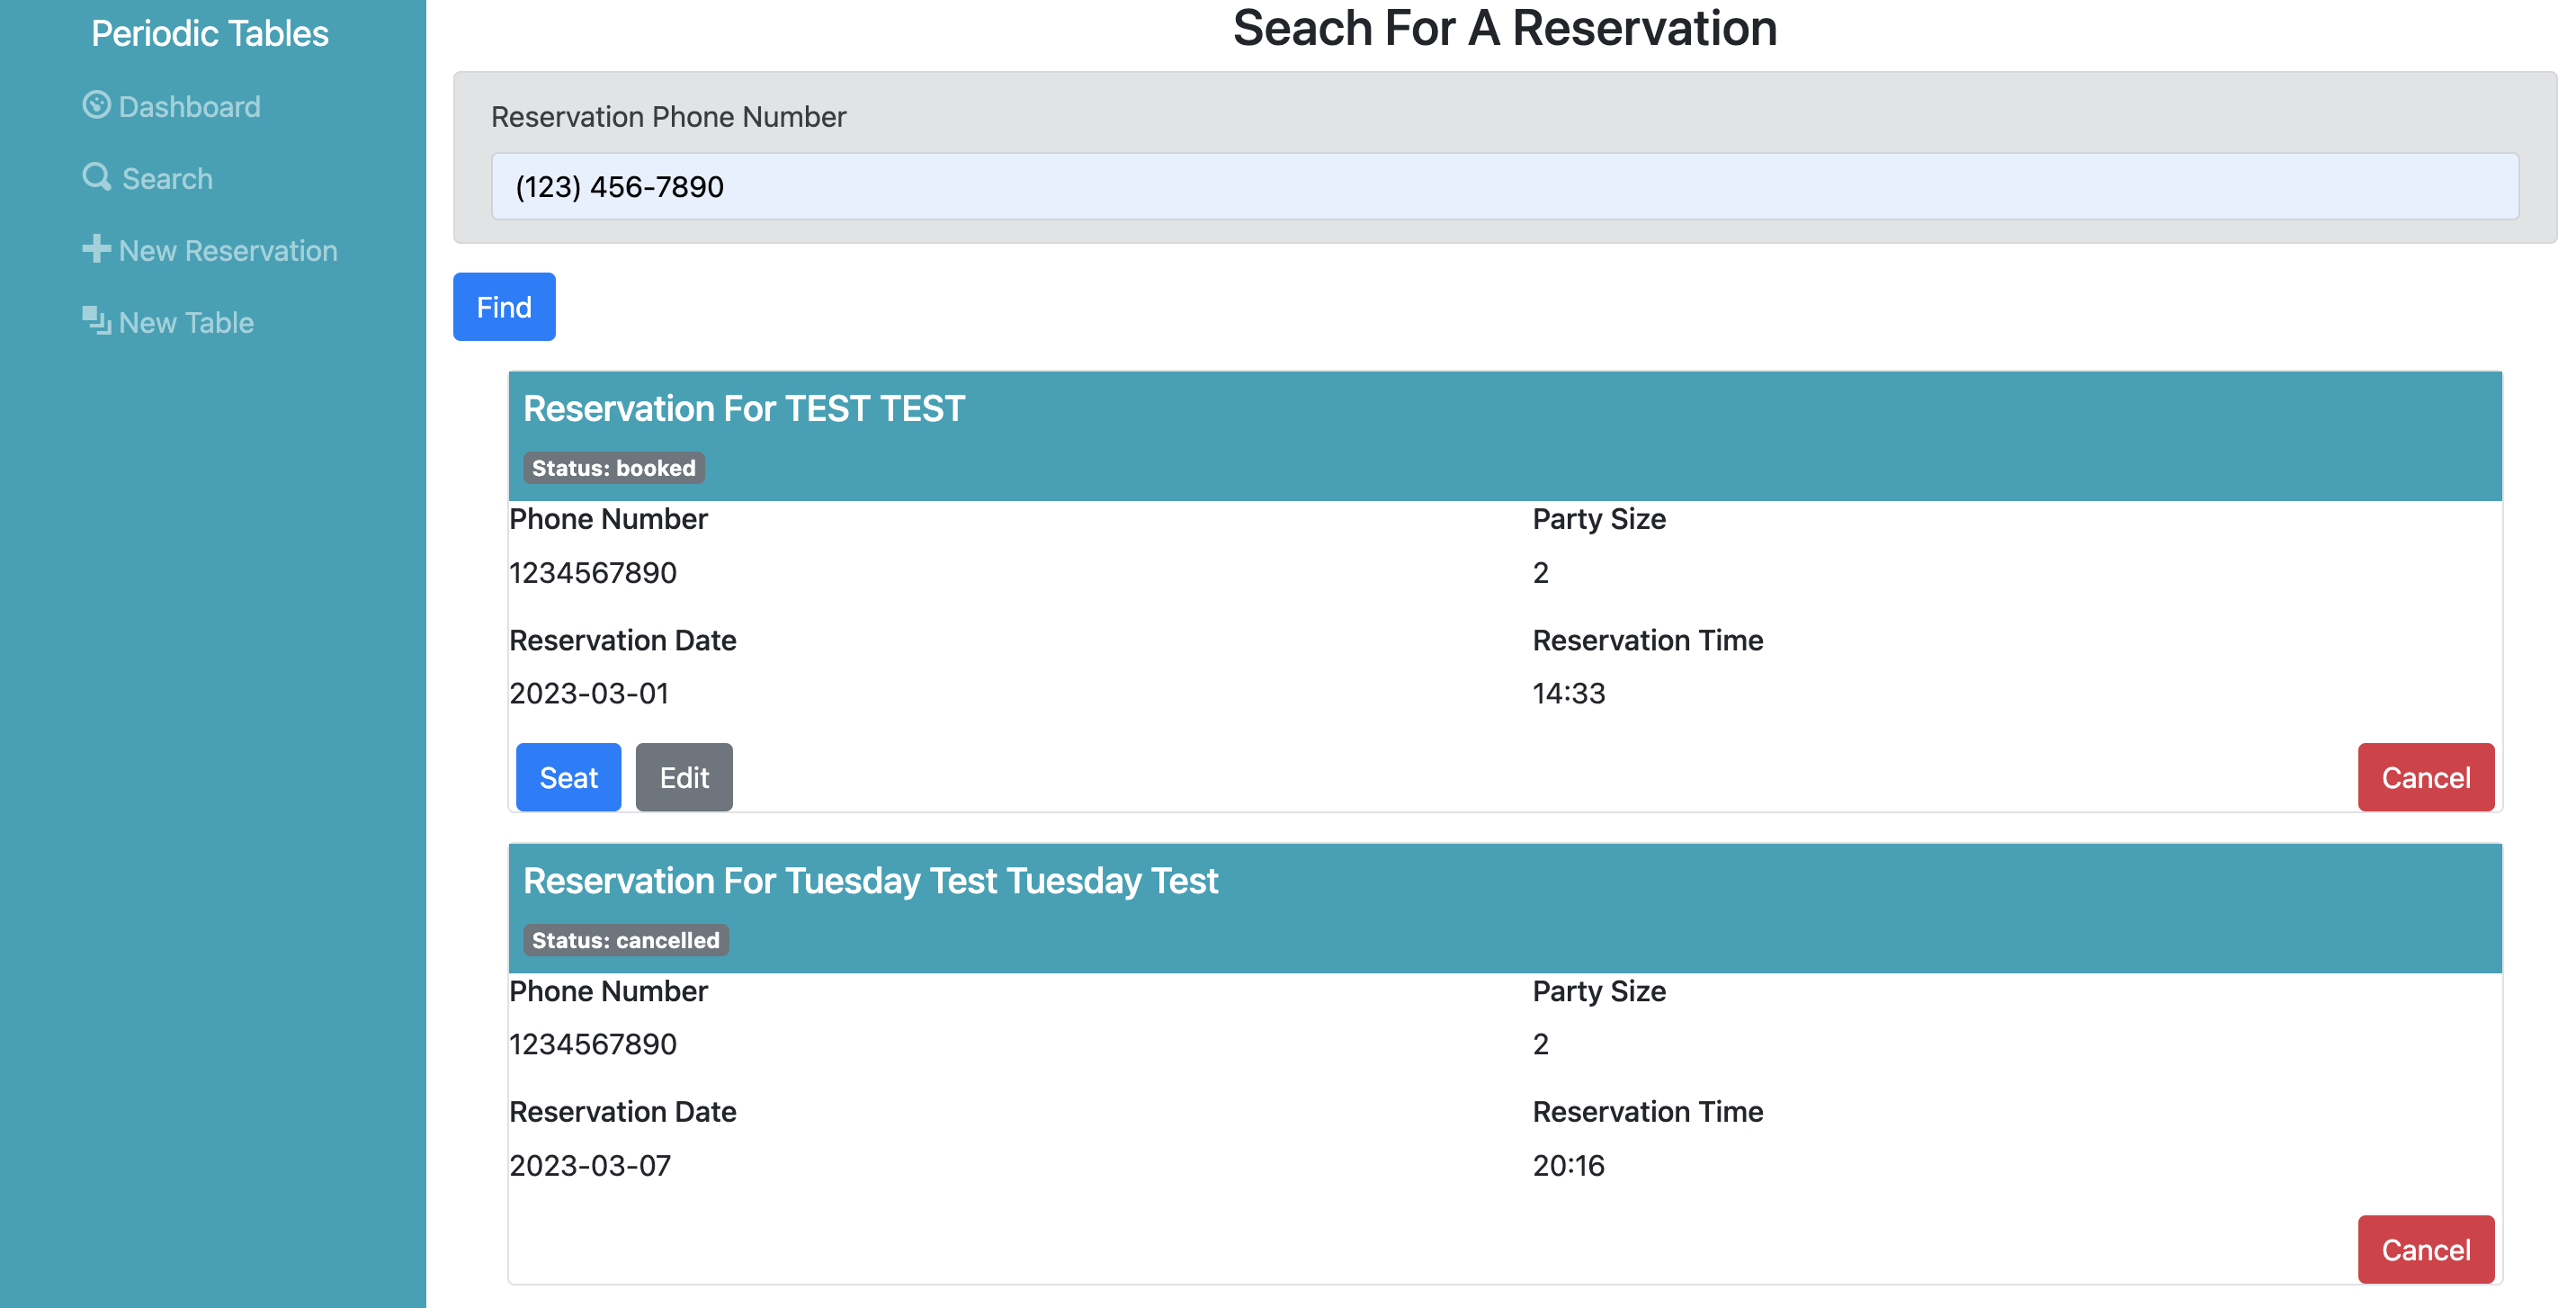 Periodic Tables
Dashboard
Search
New Reservation
New Table
Seach For A Reservation
Reservation Phone Number
(123) 456-7890
Find
Reservation For TEST TEST
Status: booked
Phone Number
Party Size
1234567890
2
Reservation Date
Reservation Time
2023-03-01
14:33
Seat
Edit
Cancel
Reservation For Tuesday Test Tuesday Test
Status: cancelled
Phone Number
Party Size
1234567890
2
Reservation Date
Reservation Time
2023-03-07
20:16
Cancel